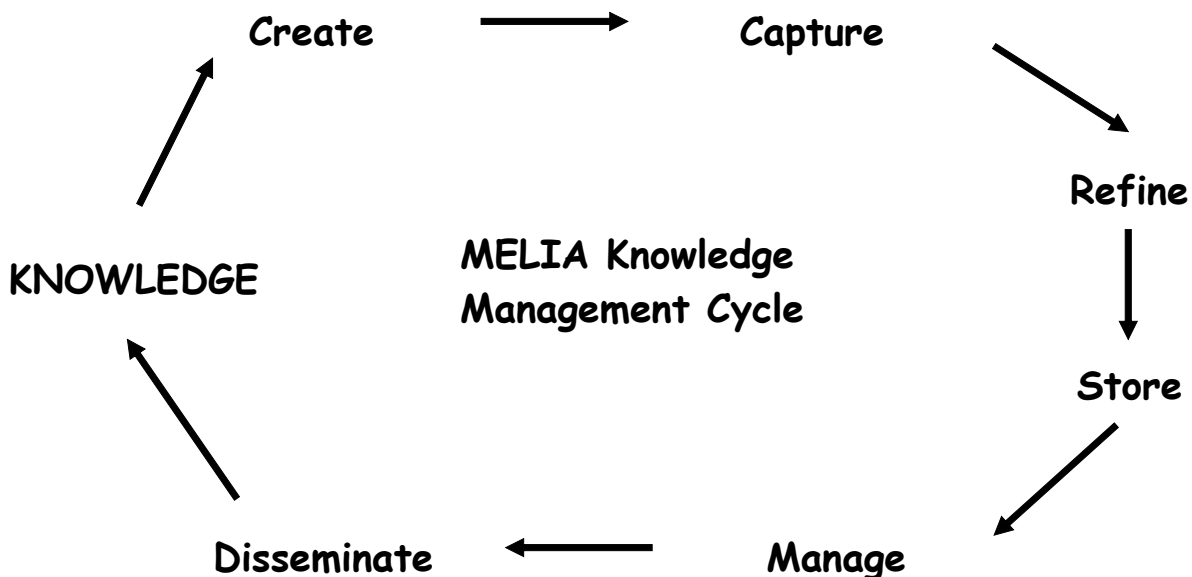 Create
Capture
Refine
KNOWLEDGE
MELIA Knowledge
Management Cycle
Store
Disseminate
Manage